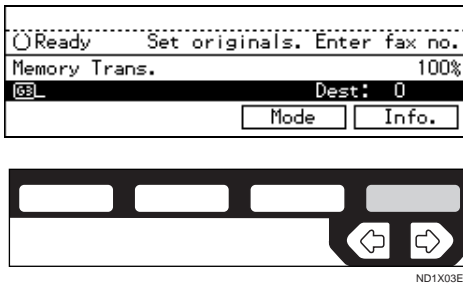 Ready Set originals. Enter fax no.
Memory Trans. 100%
G3 Dest: 0
Mode Info.
ND1X03E